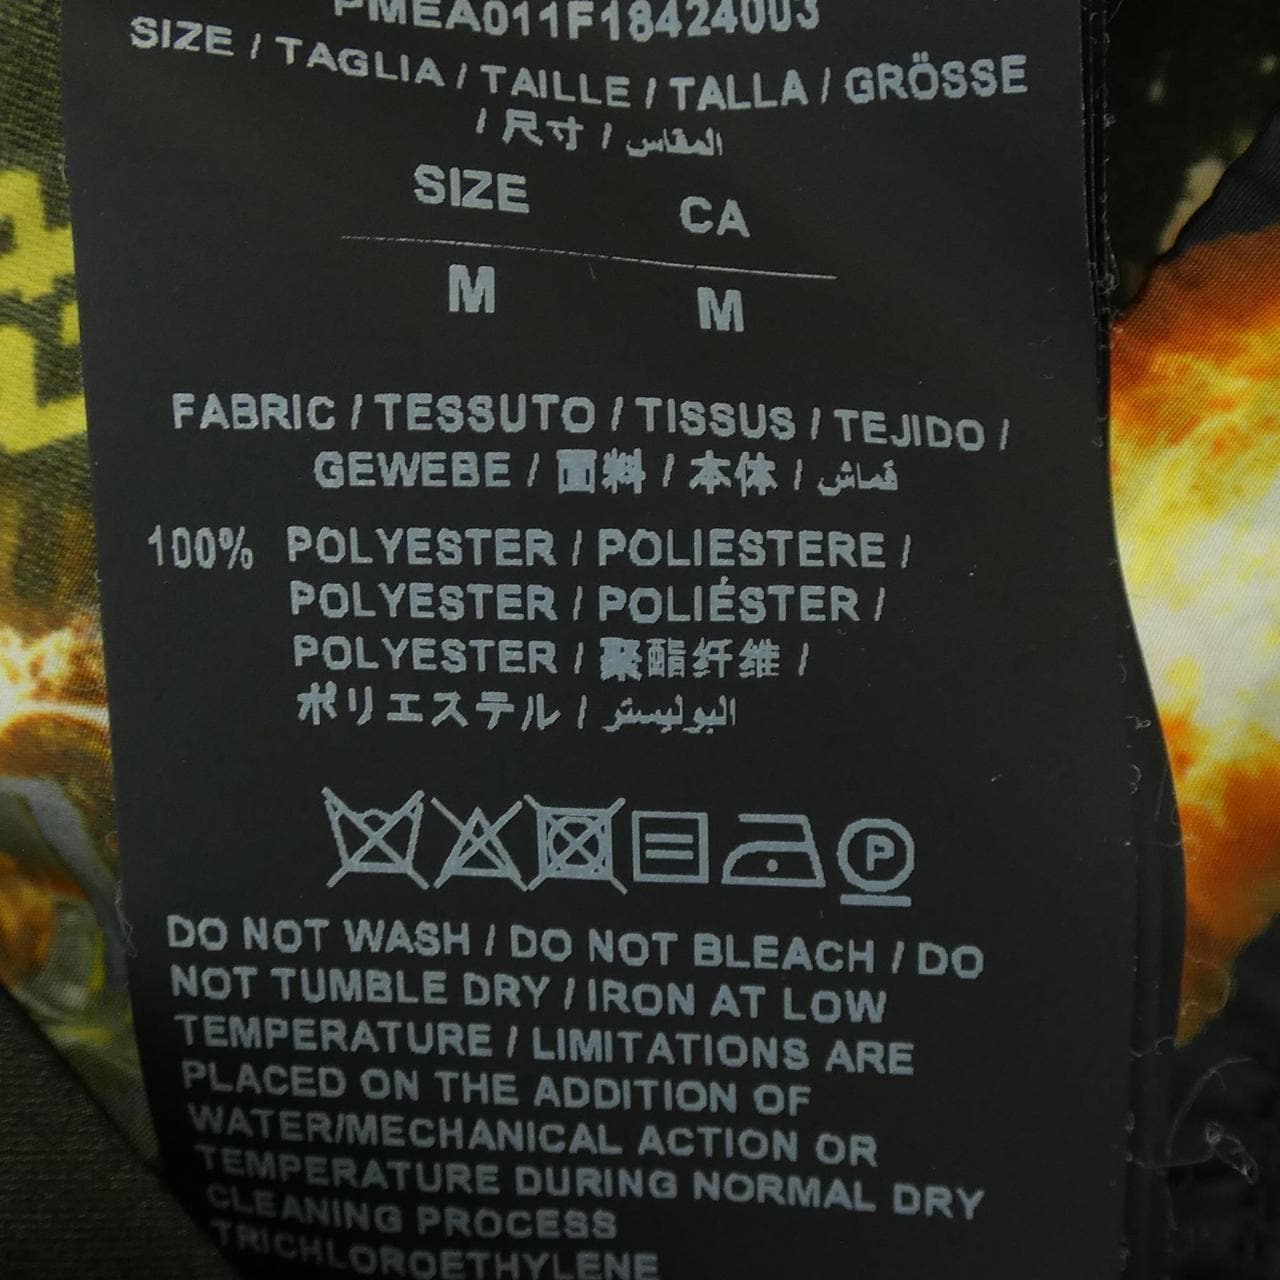 PMEA011F18424003
SIZE / TAGLIA / TAILLE / TALLA / GRÖSSE
/ 尺寸 / المقاس
SIZE CA
M M
FABRIC / TESSUTO / TISSUS / TEJIDO /
GEWEBE / 面料 / 本体 / قماش
100% POLYESTER / POLIESTERE /
POLYESTER / POLIÉSTER /
POLYESTER / 聚酯纤维 /
ポリエステル / البوليستر
P
DO NOT WASH / DO NOT BLEACH / DO
NOT TUMBLE DRY / IRON AT LOW
TEMPERATURE / LIMITATIONS ARE
PLACED ON THE ADDITION OF
WATER/MECHANICAL ACTION OR
TEMPERATURE DURING NORMAL DRY
CLEANING PROCESS
TRICHLOROETHYLENE